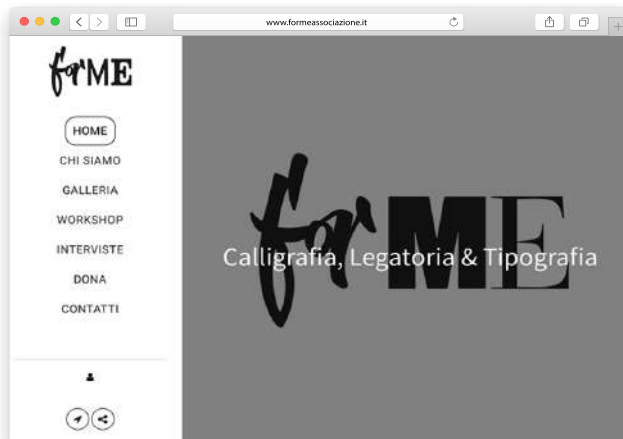 www.formeassociazione.it
forME
HOME
CHI SIAMO
GALLERIA
WORKSHOP
INTERVISTE
DONA
CONTATTI
forME
Calligrafia, Legatoria & Tipografia